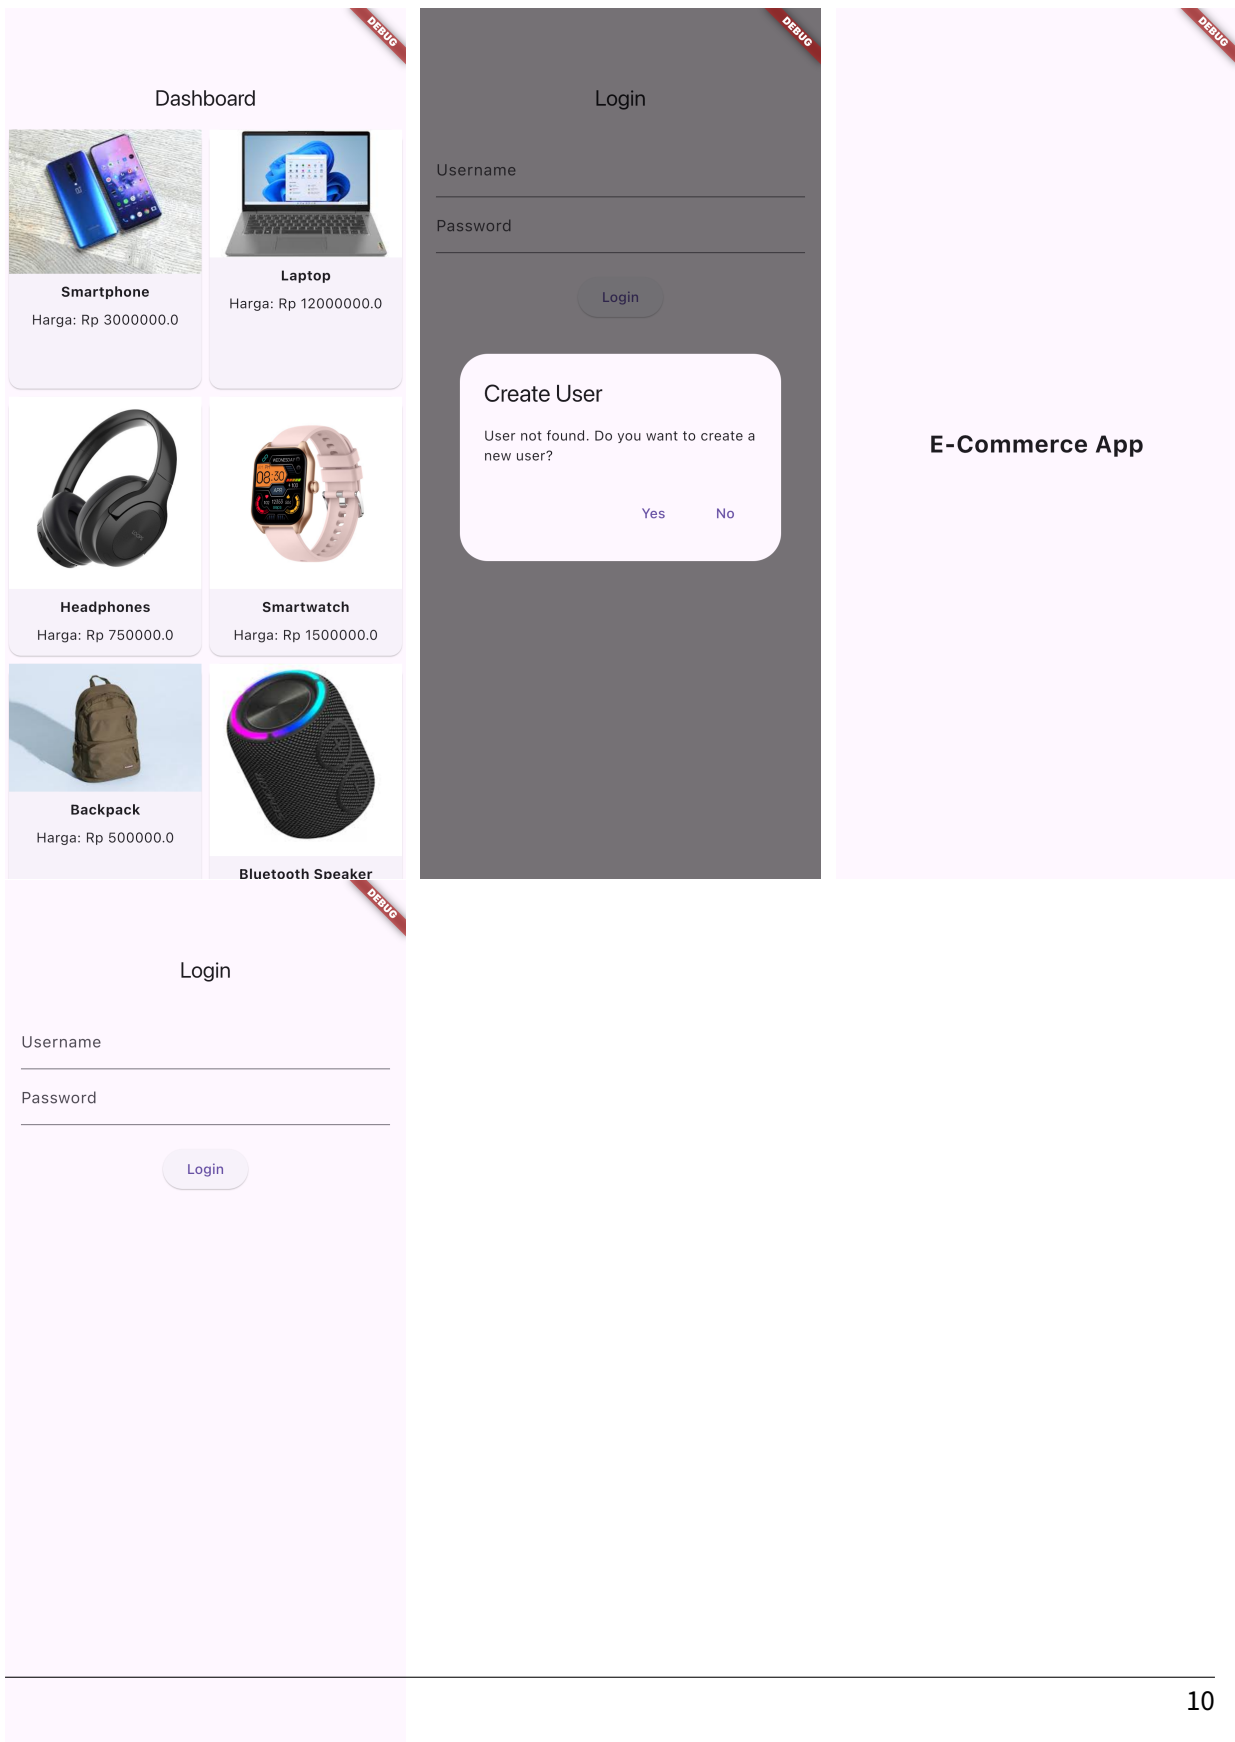 DEBUG
Dashboard
Smartphone
Harga: Rp 3000000.0
Laptop
Harga: Rp 12000000.0
Headphones
Harga: Rp 750000.0
WEDNESDAY
08:30
Smartwatch
Harga: Rp 1500000.0
Backpack
Harga: Rp 500000.0
Bluetooth Speaker
DEBUG
Login
Username
Password
Login
Create User
User not found. Do you want to create a
new user?
Yes No
DEBUG
E-Commerce App
DEBUG
Login
Username
Password
Login
10